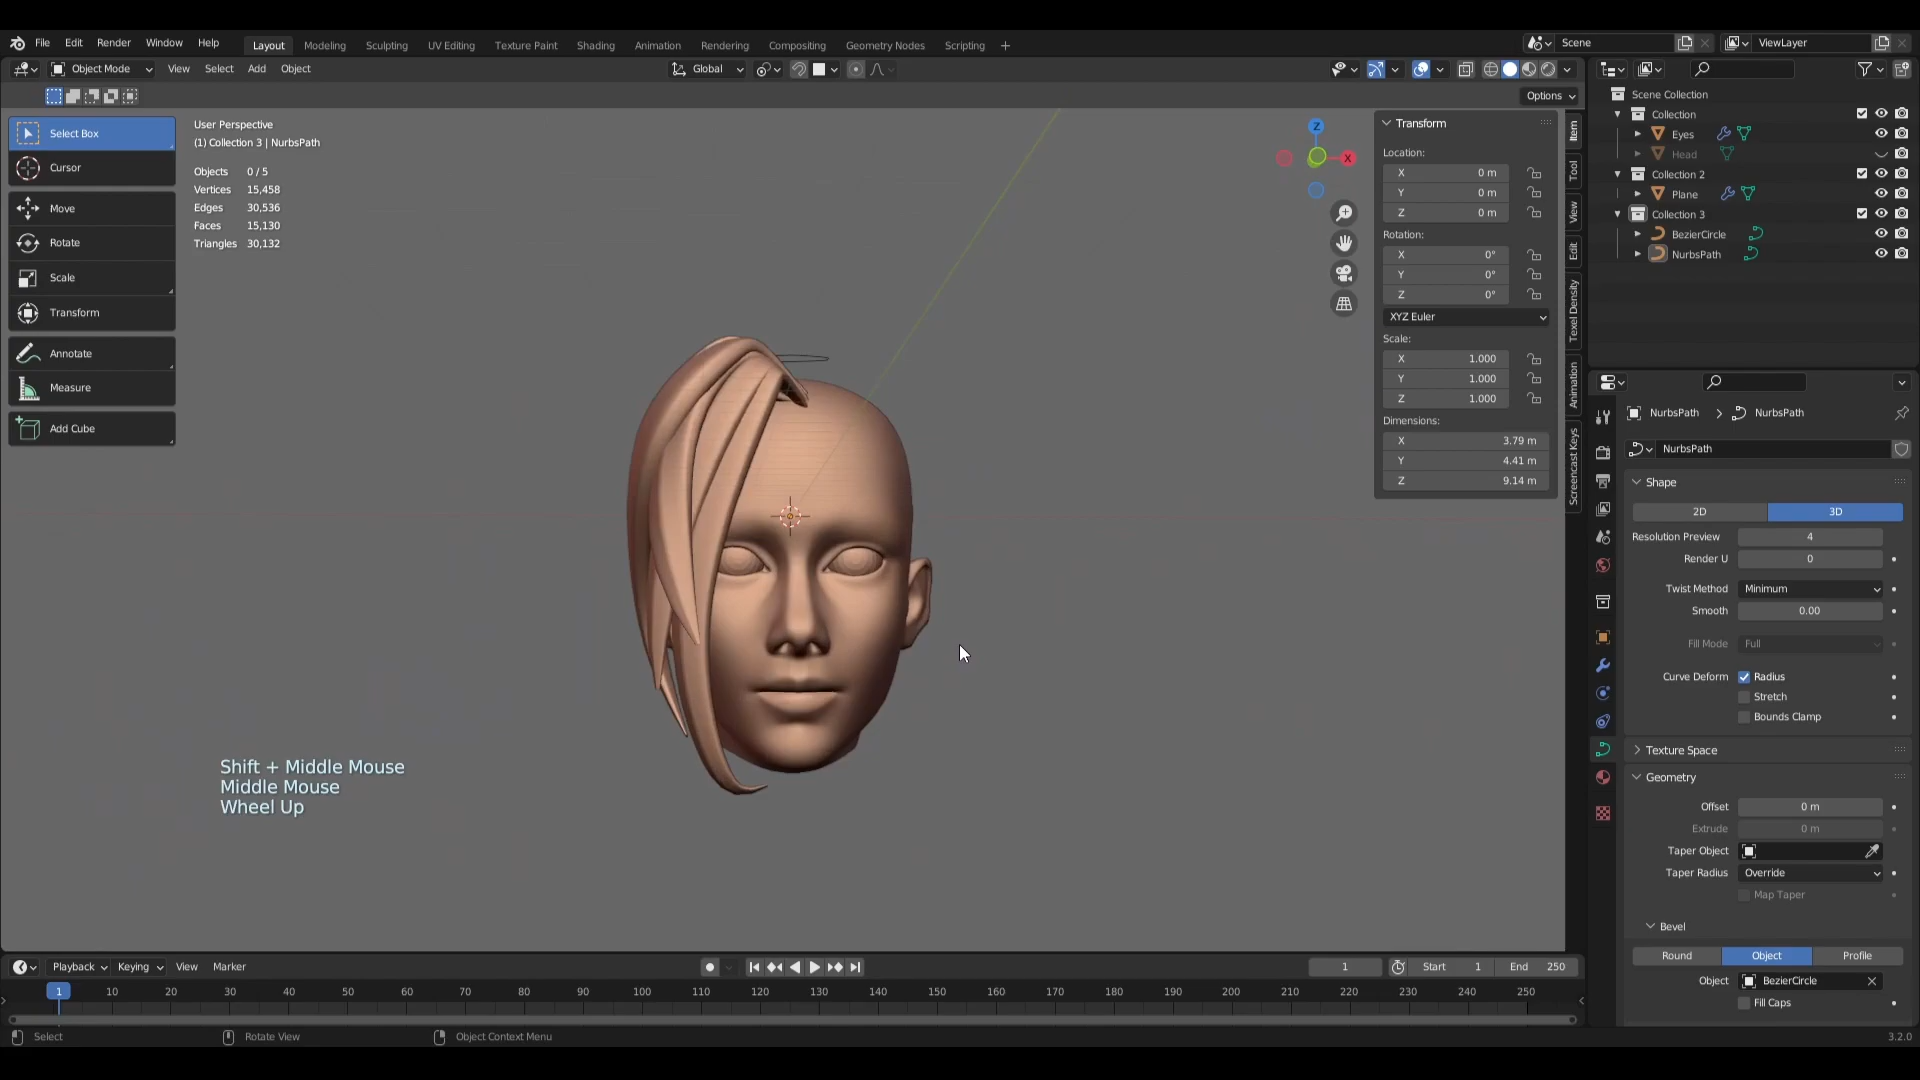 File Edit Render Window Help Layout Modeling Sculpting UV Editing Texture Paint Shading Animation Rendering Compositing Geometry Nodes Scripting + Scene ViewLayer
Object Mode View Select Add Object Global
Options
Select Box
Cursor
Move
Rotate
Scale
Transform
Annotate
Measure
Add Cube
User Perspective
(1) Collection 3 | NurbsPath
Objects 0 / 5
Vertices 15,458
Edges 30,536
Faces 15,130
Triangles 30,132
Shift + Middle Mouse
Middle Mouse
Wheel Up
Z
X
Transform
Location:
X 0 m
Y 0 m
Z 0 m
Rotation:
X 0°
Y 0°
Z 0°
XYZ Euler
Scale:
X 1.000
Y 1.000
Z 1.000
Dimensions:
X 3.79 m
Y 4.41 m
Z 9.14 m
Item
Tool
View
Edit
Texel Density
Animation
Screencast Keys
Scene Collection
Collection
Eyes
Head
Collection 2
Plane
Collection 3
BezierCircle
NurbsPath
NurbsPath > NurbsPath
NurbsPath
Shape
2D 3D
Resolution Preview 4
Render U 0
Twist Method Minimum
Smooth 0.00
Fill Mode Full
Curve Deform Radius
Stretch
Bounds Clamp
Texture Space
Geometry
Offset 0 m
Extrude 0 m
Taper Object
Taper Radius Override
Map Taper
Bevel
Round Object Profile
Object BezierCircle
Fill Caps
Playback Keying View Marker 1 Start 1 End 250
1 10 20 30 40 50 60 70 80 90 100 110 120 130 140 150 160 170 180 190 200 210 220 230 240 250
Select Rotate View Object Context Menu 3.2.0